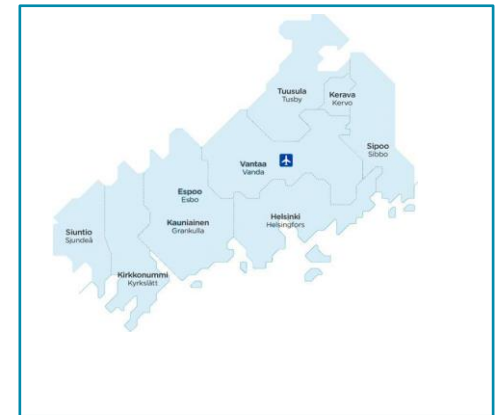 Tuusula
Tusby
Kerava
Kervo
Sipoo
Sibbo
Vantaa
Vanda
Espoo
Esbo
Kauniainen
Grankulla
Helsinki
Helsingfors
Siuntio
Sjundeå
Kirkkonummi
Kyrkslätt